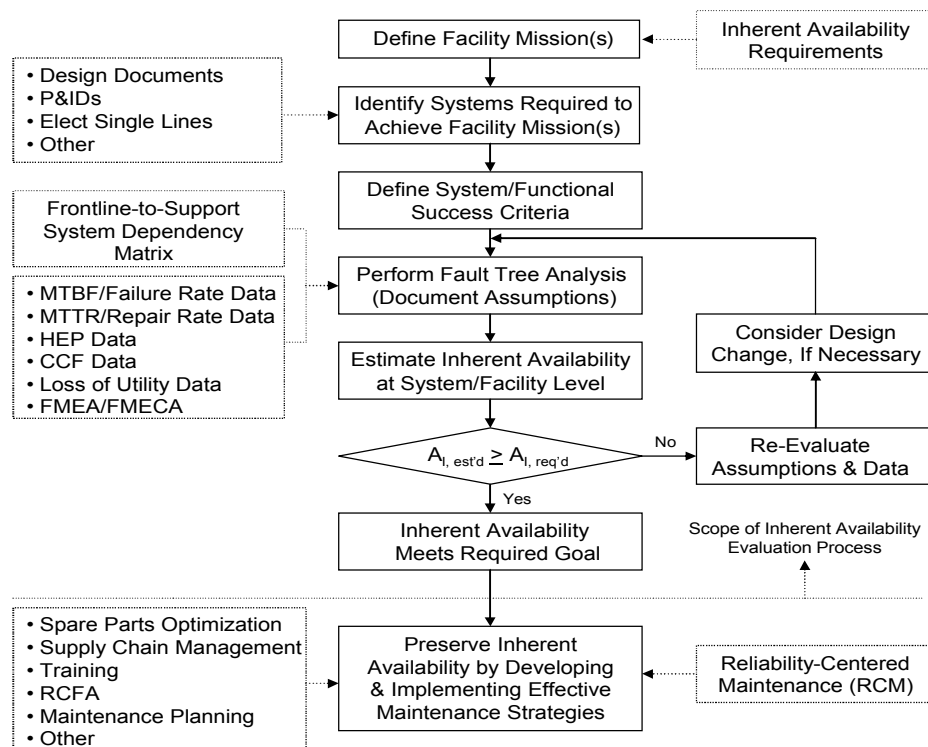 Define Facility Mission(s)
Inherent Availability
Requirements
• Design Documents
• P&IDs
• Elect Single Lines
• Other
Identify Systems Required to
Achieve Facility Mission(s)
Define System/Functional
Success Criteria
Frontline-to-Support
System Dependency
Matrix
• MTBF/Failure Rate Data
• MTTR/Repair Rate Data
• HEP Data
• CCF Data
• Loss of Utility Data
• FMEA/FMECA
Perform Fault Tree Analysis
(Document Assumptions)
Consider Design
Change, If Necessary
Estimate Inherent Availability
at System/Facility Level
A I, est'd ≥ A I, req'd
No
Re-Evaluate
Assumptions & Data
Yes
Inherent Availability
Meets Required Goal
Scope of Inherent Availability
Evaluation Process
• Spare Parts Optimization
• Supply Chain Management
• Training
• RCFA
• Maintenance Planning
• Other
Preserve Inherent
Availability by Developing
& Implementing Effective
Maintenance Strategies
Reliability-Centered
Maintenance (RCM)